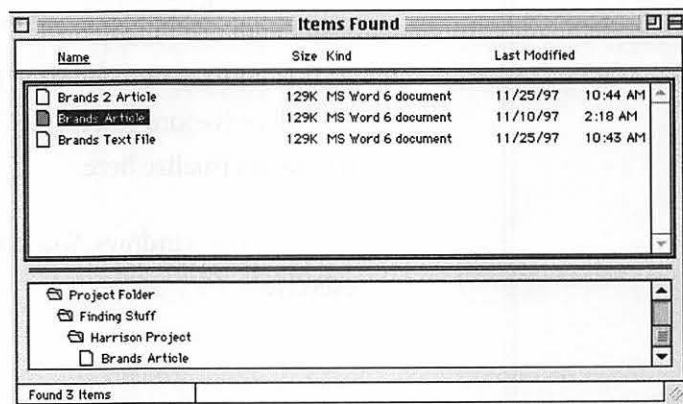 Items Found
Name Size Kind Last Modified
Brands 2 Article 129K MS Word 6 document 11/25/97 10:44 AM
Brands Article 129K MS Word 6 document 11/10/97 2:18 AM
Brands Text File 129K MS Word 6 document 11/25/97 10:43 AM
Project Folder
Finding Stuff
Harrison Project
Brands Article
Found 3 Items